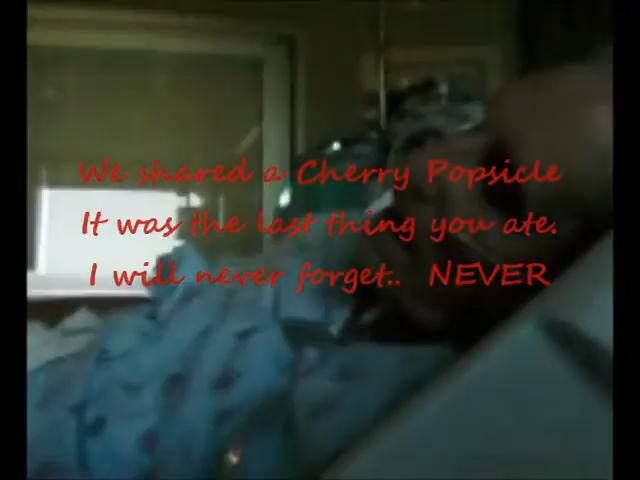 We shared a Cherry Popsicle
It was the last thing you ate.
I will never forget.. NEVER